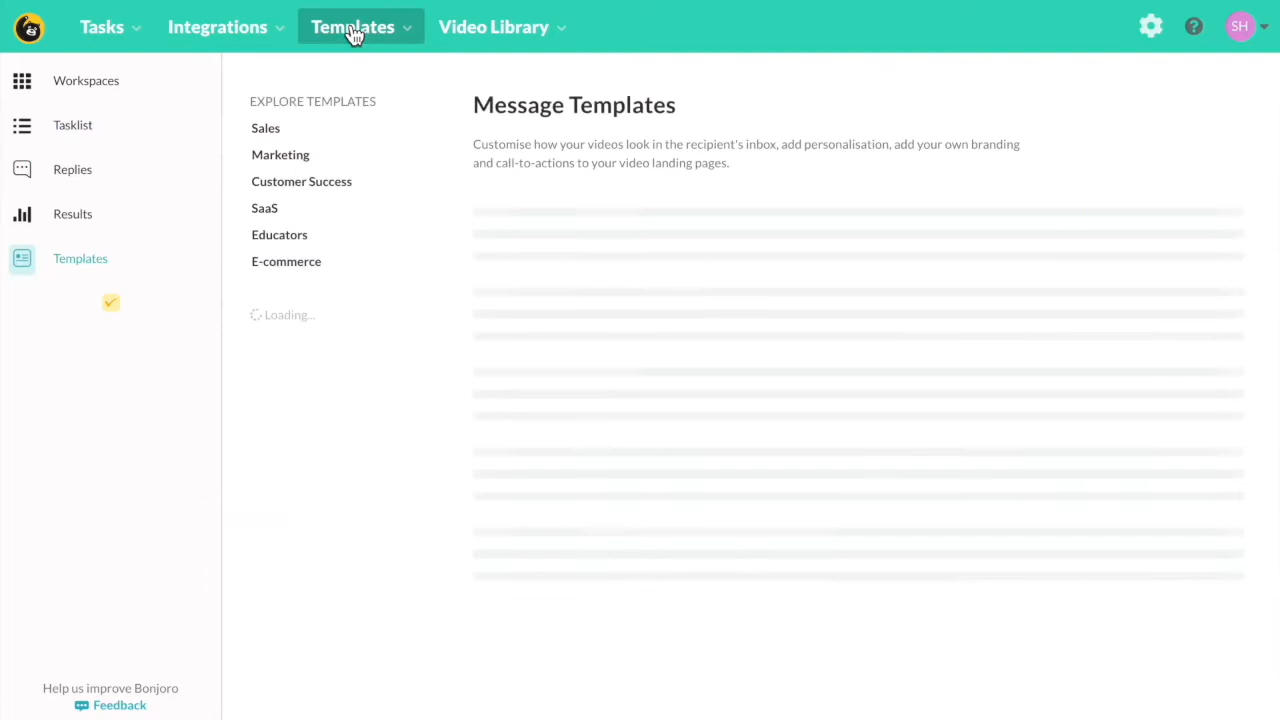 Tasks
Integrations
Templates
Video Library
SH
Workspaces
Tasklist
Replies
Results
Templates
Help us improve Bonjoro
Feedback
EXPLORE TEMPLATES
Sales
Marketing
Customer Success
SaaS
Educators
E-commerce
Loading...
Message Templates
Customise how your videos look in the recipient's inbox, add personalisation, add your own branding
and call-to-actions to your video landing pages.